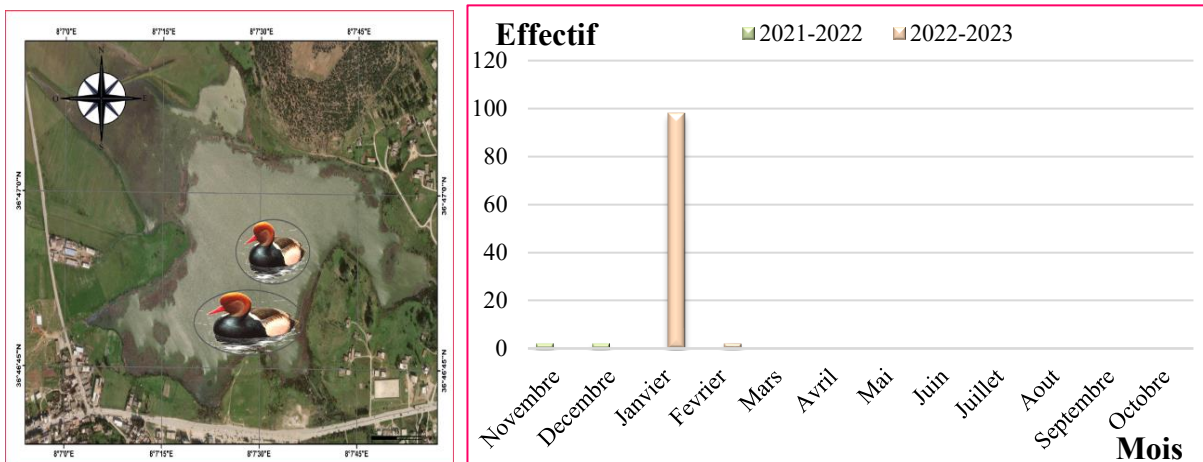 8°7'0"E 8°7'15"E 8°7'30"E 8°7'45"E
N
O E
36°47'0"N 36°47'0"N
36°46'45"N 36°46'45"N
8°7'0"E 8°7'15"E 8°7'30"E 8°7'45"E
Effectif
2021-2022 2022-2023
120
100
80
60
40
20
0
Novembre Decembre Janvier Fevrier Mars Avril Mai Juin Juillet Aout Septembre Octobre
Mois